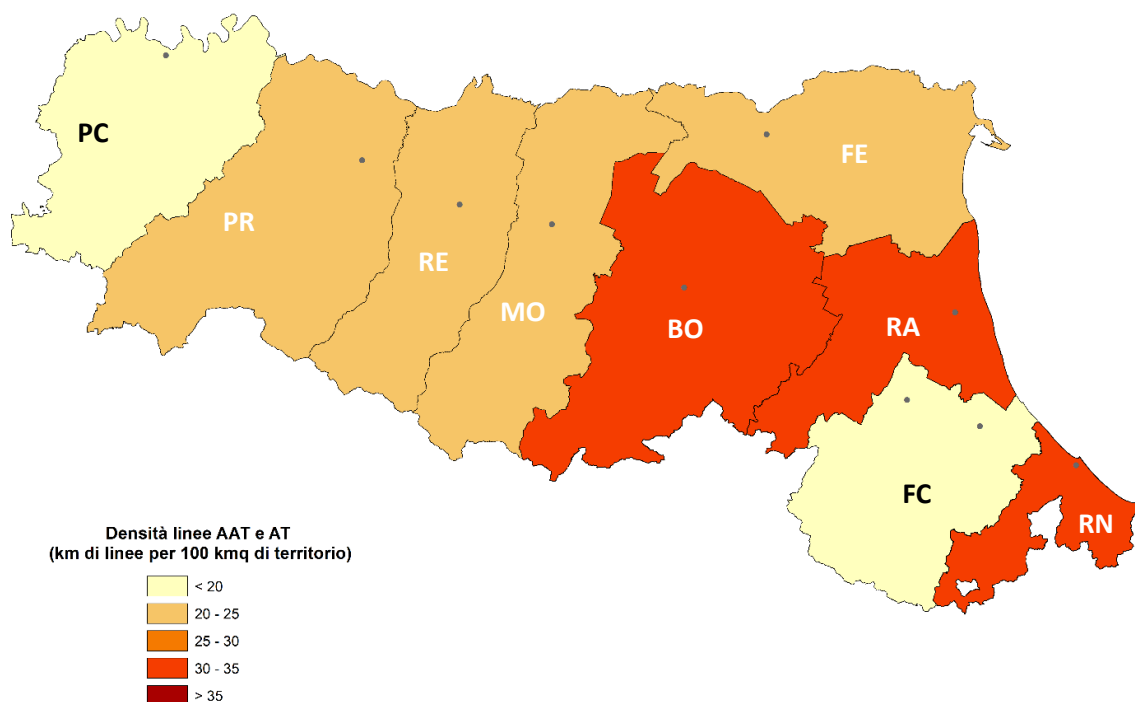 PC
PR
RE
MO
BO
FE
RA
FC
RN
Densità linee AAT e AT
(km di linee per 100 kmq di territorio)
< 20
20 - 25
25 - 30
30 - 35
> 35